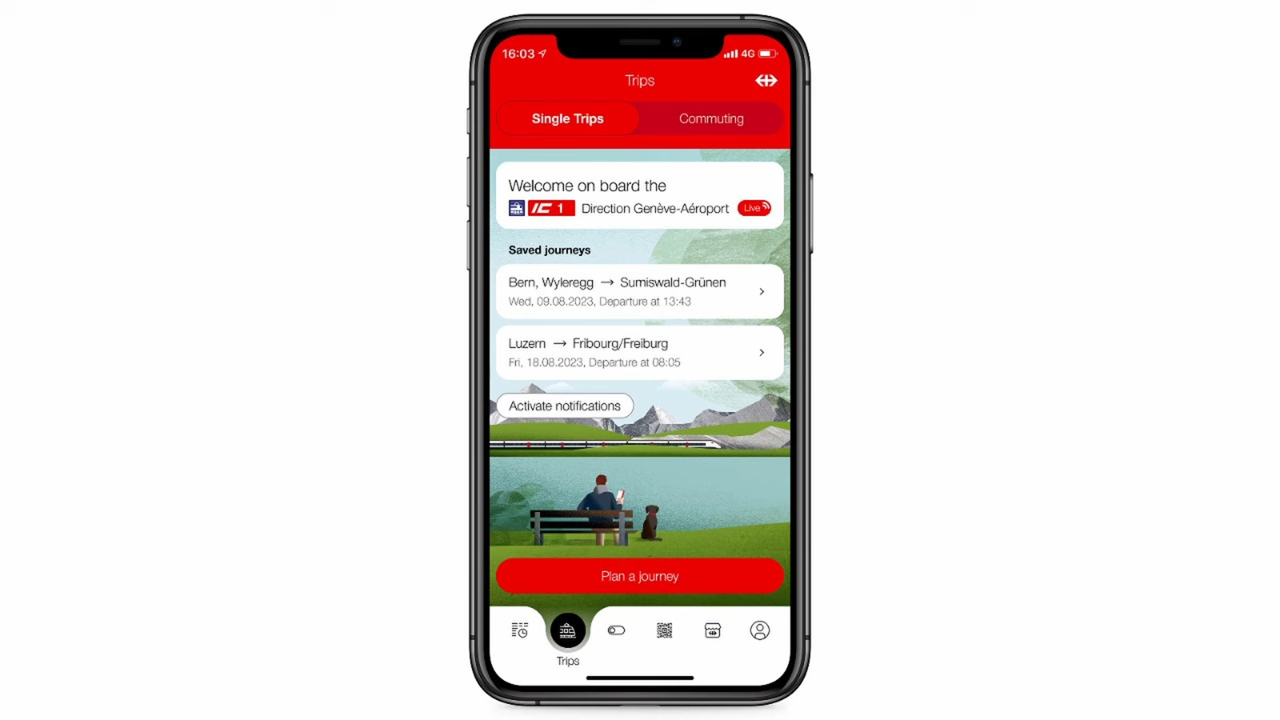 16:03
4G
Trips
Single Trips
Commuting
Welcome on board the
IC 1 Direction Genève-Aéroport Live
Saved journeys
Bern, Wyleregg → Sumiswald-Grünen
Wed, 09.08.2023, Departure at 13:43
Luzern → Fribourg/Freiburg
Fri, 18.08.2023, Departure at 08:05
Activate notifications
Plan a journey
Trips